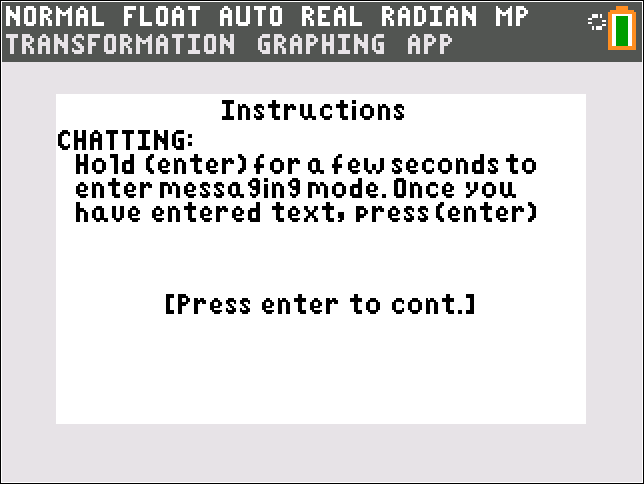 NORMAL FLOAT AUTO REAL RADIAN MP
TRANSFORMATION GRAPHING APP
Instructions
CHATTING:
Hold (enter) for a few seconds to
enter messaging mode. Once you
have entered text, press (enter)
[Press enter to cont.]